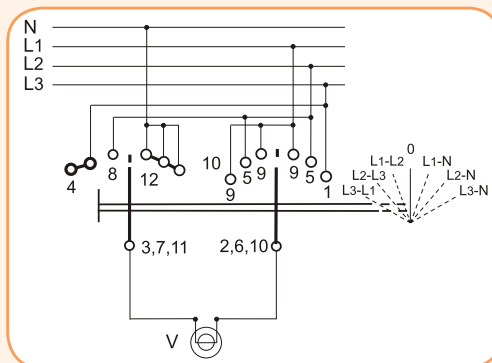 N
L1
L2
L3
0
L1-L2 L1-N
L2-L3 L2-N
L3-L1 L3-N
4 8 12 10 9 5 9 9 5 1
3,7,11 2,6,10
V